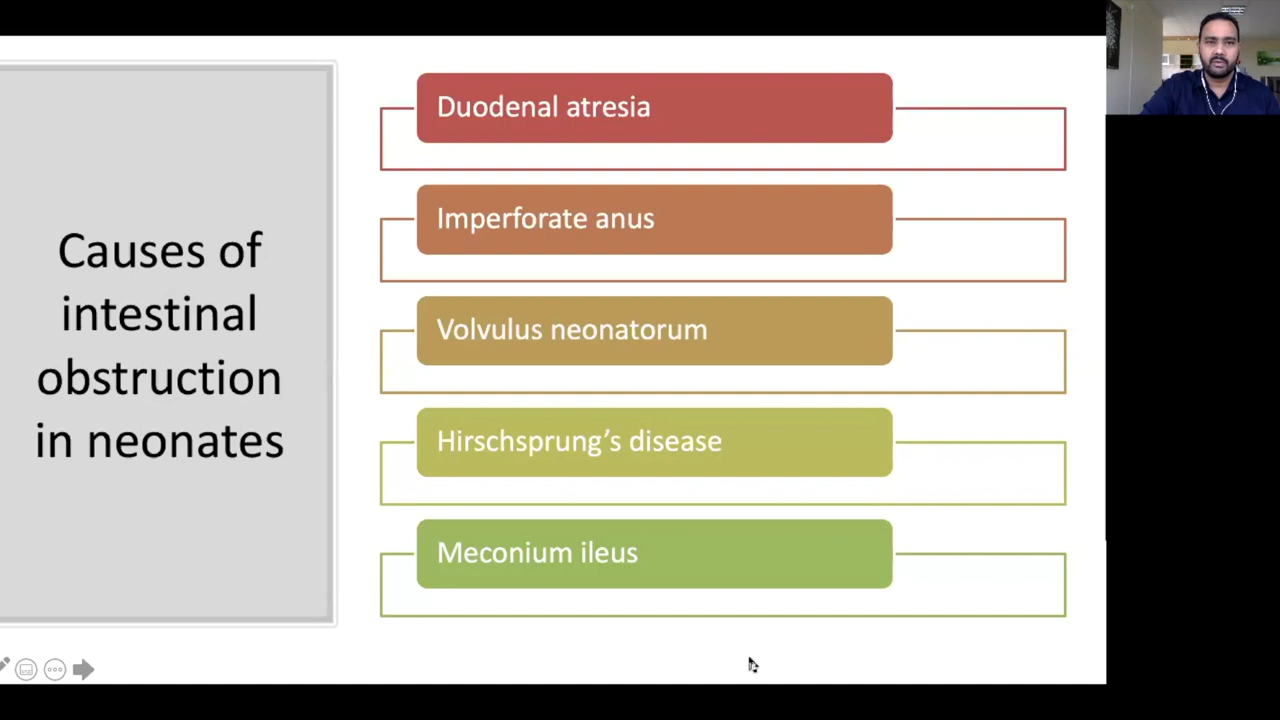 Causes of
intestinal
obstruction
in neonates
Duodenal atresia
Imperforate anus
Volvulus neonatorum
Hirschsprung’s disease
Meconium ileus